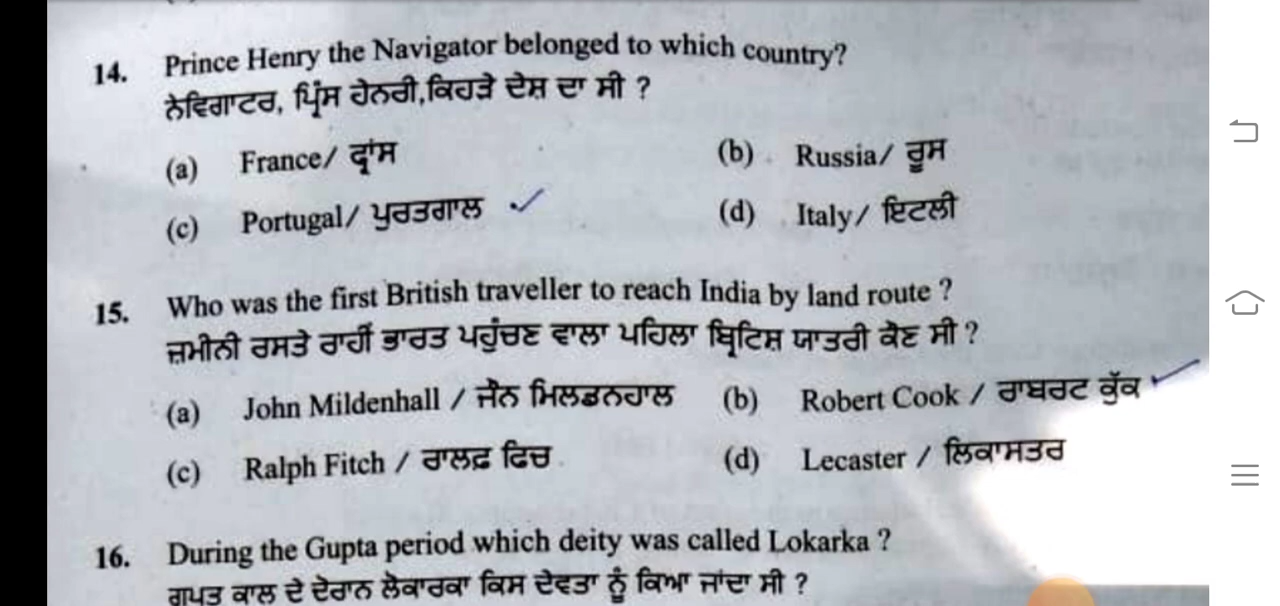 14. Prince Henry the Navigator belonged to which country?
ਨੇਵਿਗਾਟਰ, ਪ੍ਰਿੰਸ ਹੇਨਰੀ,ਕਿਹੜੇ ਦੇਸ਼ ਦਾ ਸੀ ?
(a) France/ ਫ੍ਰਾਂਸ (b) Russia/ ਰੂਸ
(c) Portugal/ ਪੁਰਤਗਾਲ (d) Italy/ ਇਟਲੀ
15. Who was the first British traveller to reach India by land route ?
ਜ਼ਮੀਨੀ ਰਸਤੇ ਰਾਹੀਂ ਭਾਰਤ ਪਹੁੰਚਣ ਵਾਲਾ ਪਹਿਲਾ ਬ੍ਰਿਟਿਸ਼ ਯਾਤਰੀ ਕੌਣ ਸੀ ?
(a) John Mildenhall / ਜੌਨ ਮਿਲਡਨਹਾਲ (b) Robert Cook / ਰਾਬਰਟ ਕੁੱਕ
(c) Ralph Fitch / ਰਾਲਫ਼ ਫਿਚ (d) Lecaster / ਲਿਕਾਸਤਰ
16. During the Gupta period which deity was called Lokarka ?
ਗੁਪਤ ਕਾਲ ਦੇ ਦੌਰਾਨ ਲੋਕਾਰਕਾ ਕਿਸ ਦੇਵਤਾ ਨੂੰ ਕਿਆ ਜਾਂਦਾ ਸੀ ?